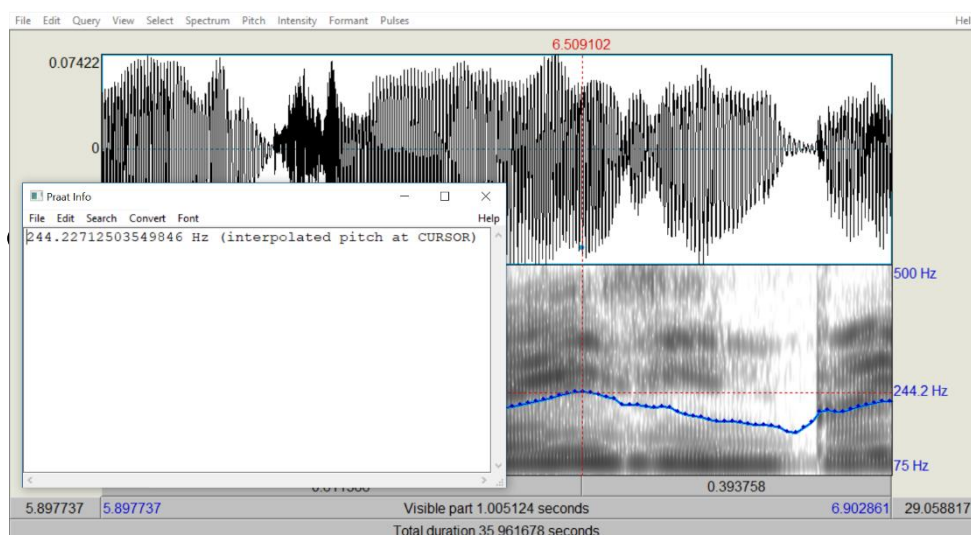 File Edit Query View Select Spectrum Pitch Intensity Formant Pulses Hel
6.509102
0.07422
0
Praat Info
File Edit Search Convert Font Help
244.22712503549846 Hz (interpolated pitch at CURSOR)
500 Hz
244.2 Hz
75 Hz
0.393758
5.897737 5.897737 Visible part 1.005124 seconds 6.902861 29.058817
Total duration 35.961678 seconds